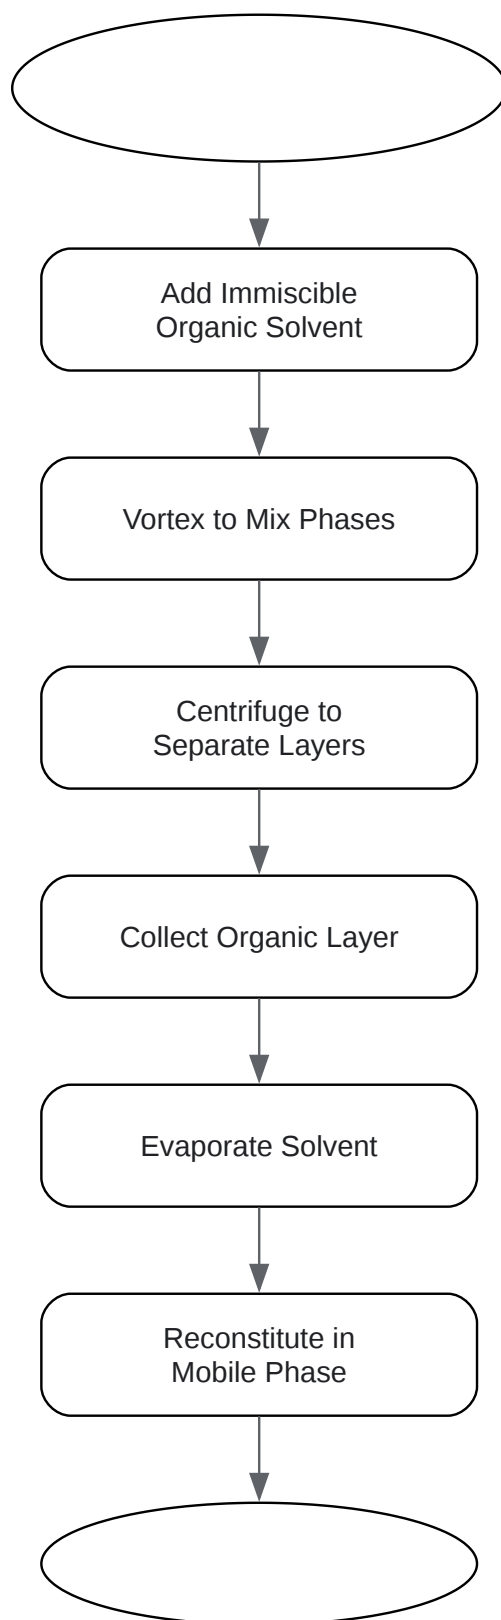 Add Immiscible
Organic Solvent
Vortex to Mix Phases
Centrifuge to
Separate Layers
Collect Organic Layer
Evaporate Solvent
Reconstitute in
Mobile Phase